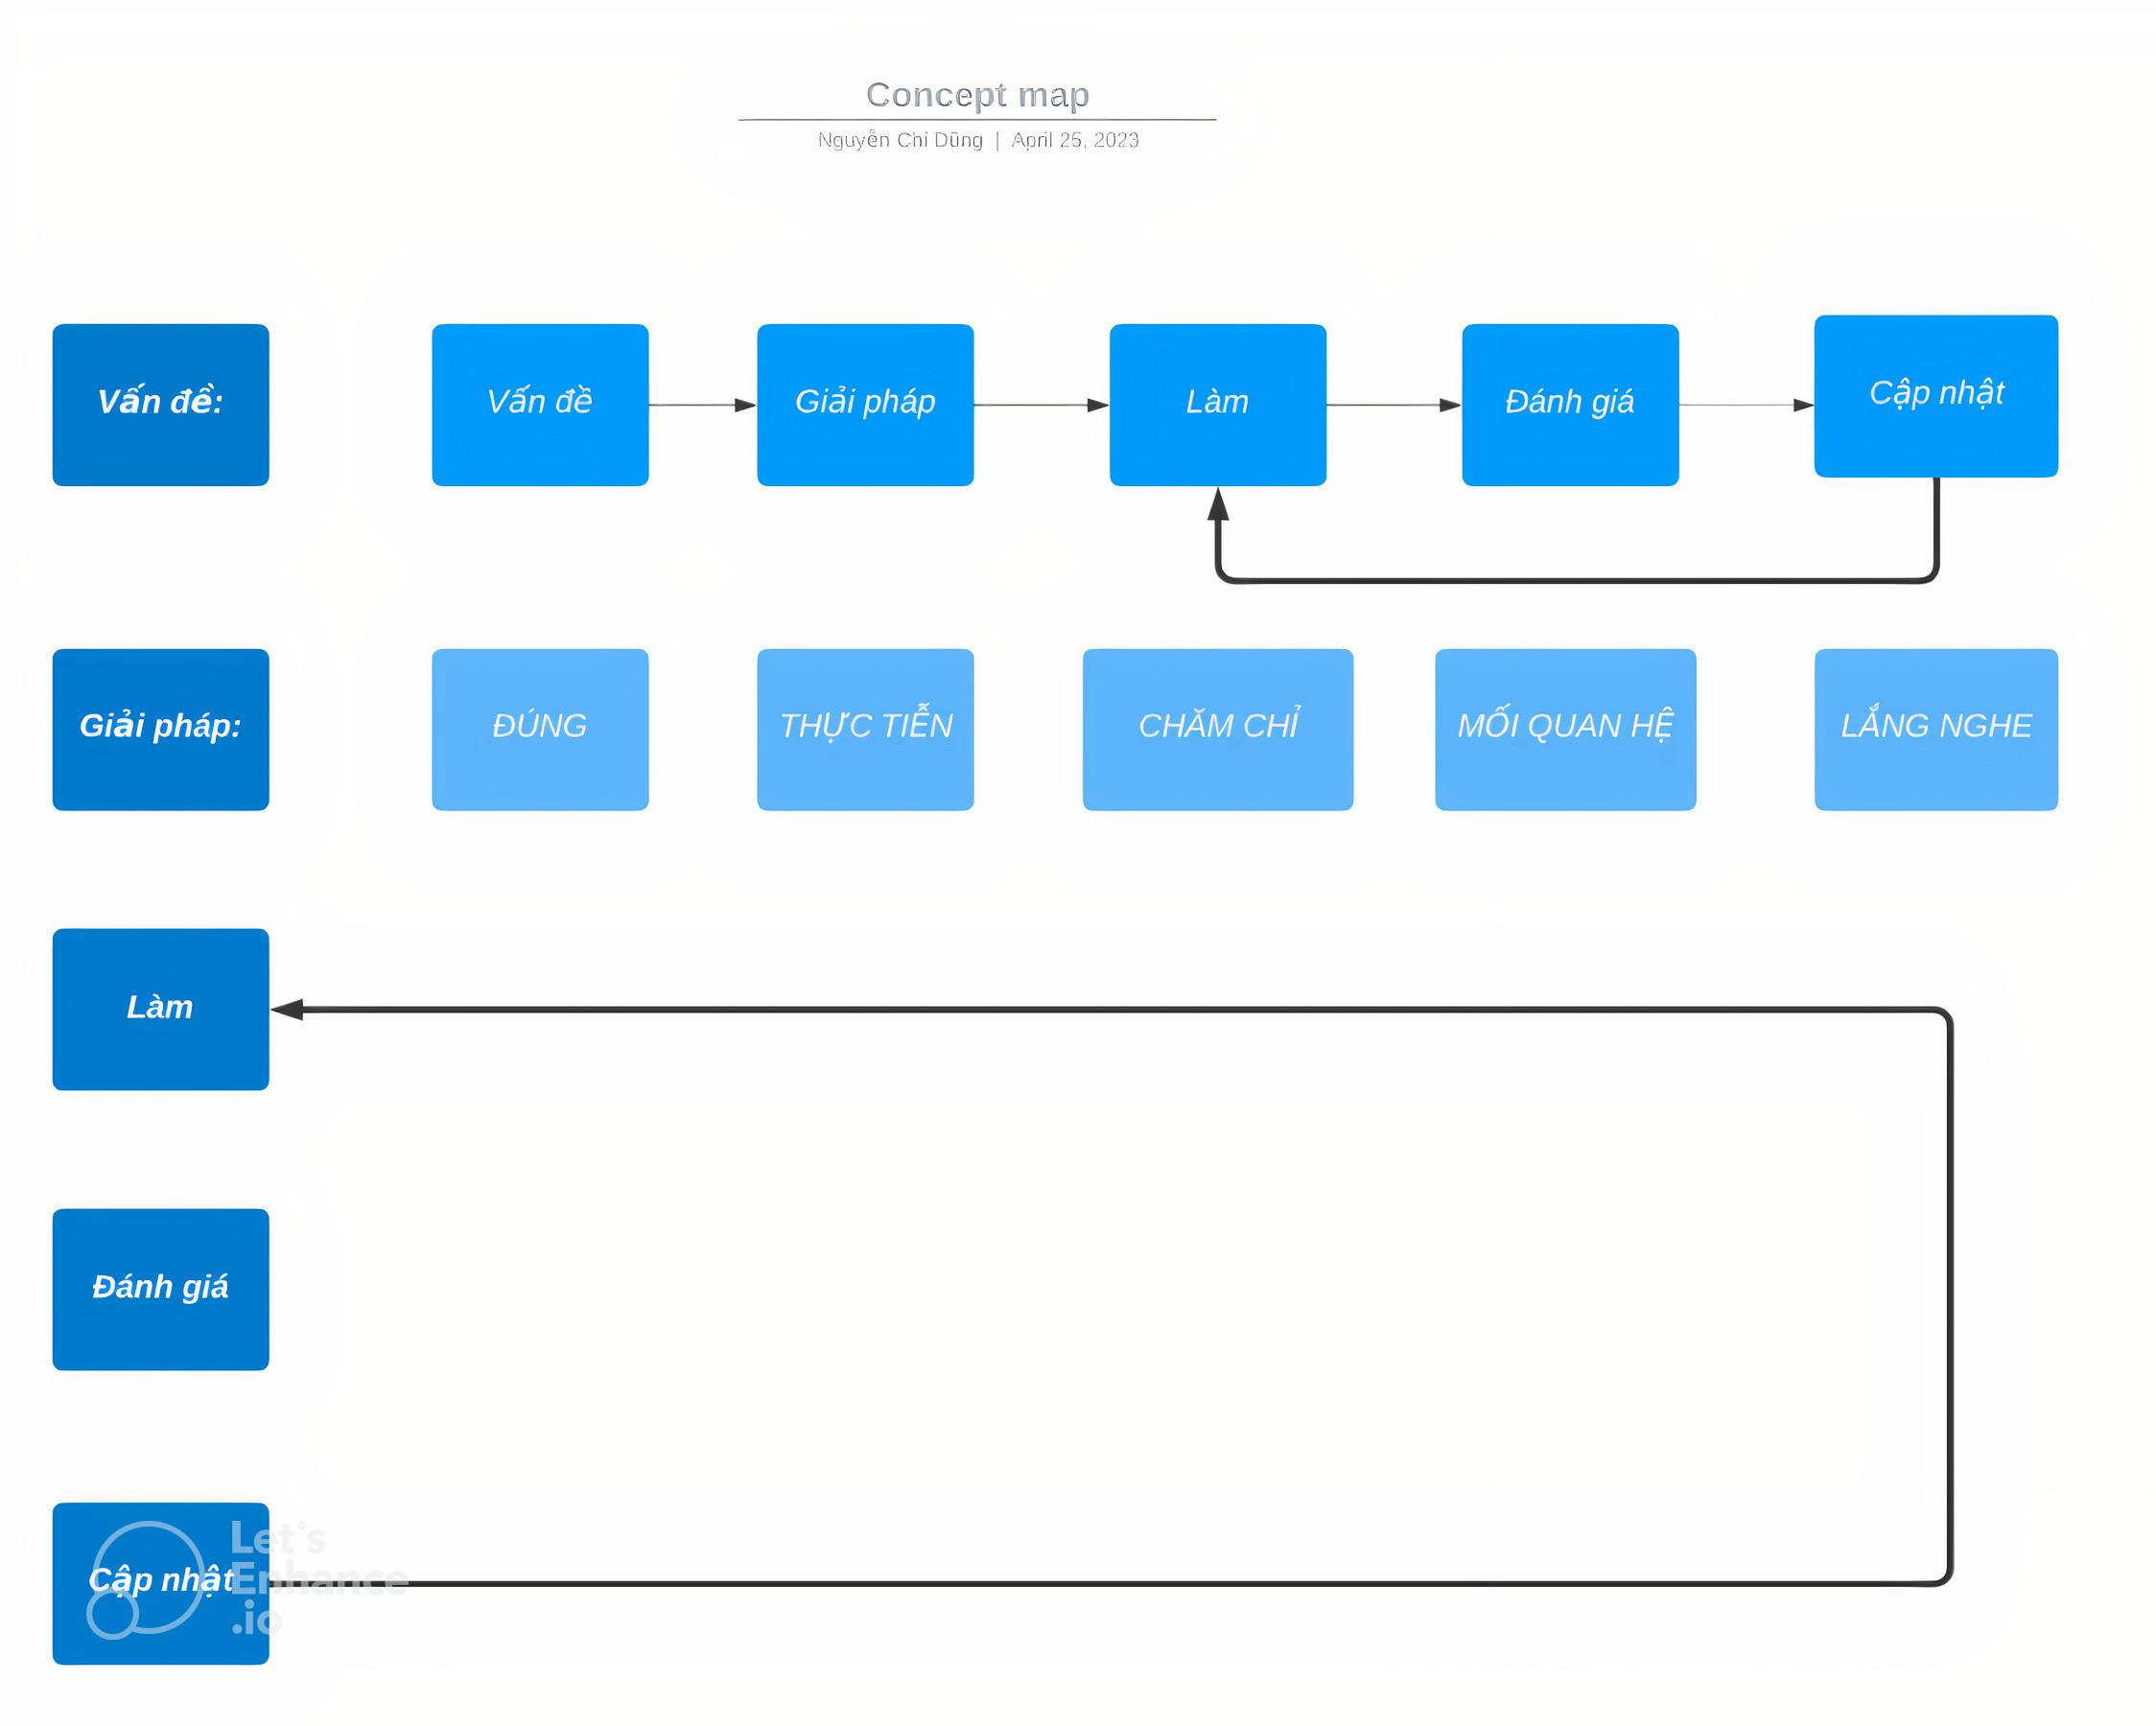 Concept map
Nguyễn Chí Dũng | April 25, 2023
Vấn đề:
Vấn đề
Giải pháp
Làm
Đánh giá
Cập nhật
Giải pháp:
ĐÚNG
THỰC TIỄN
CHĂM CHỈ
MỐI QUAN HỆ
LẮNG NGHE
Làm
Đánh giá
Cập nhật
Let's
Enhance
.io